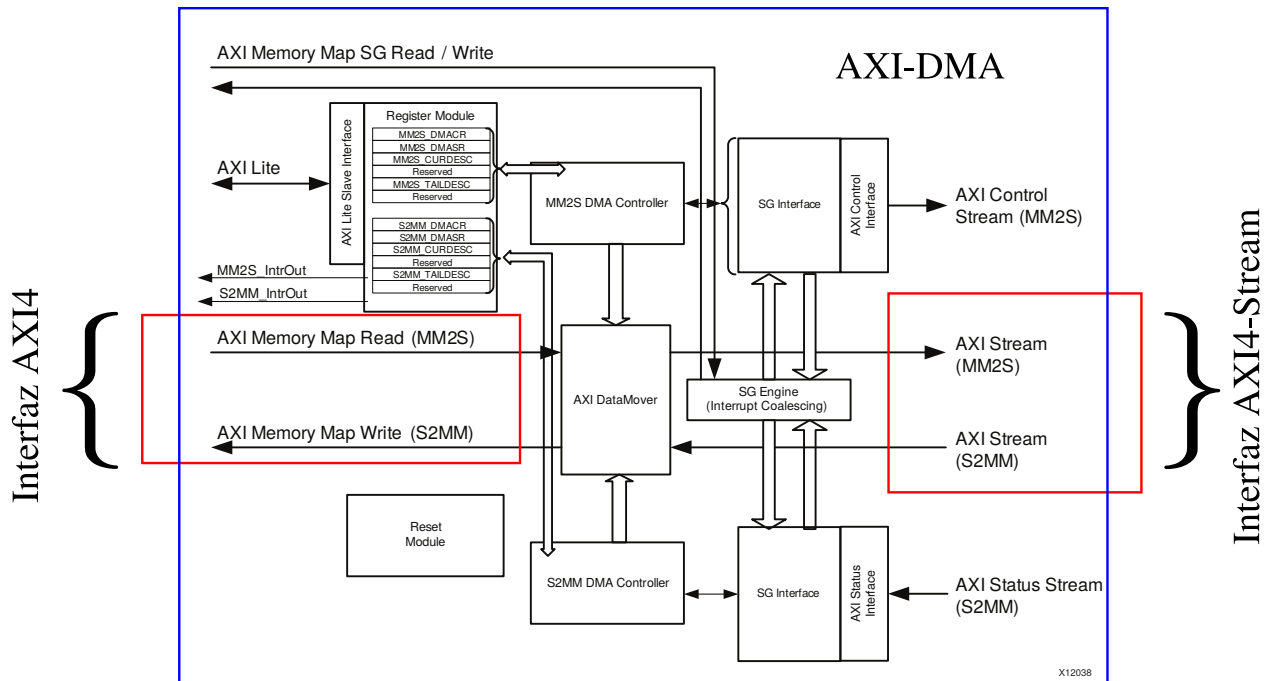 AXI-DMA
AXI Memory Map SG Read / Write
AXI Lite Slave Interface
Register Module
MM2S_DMACR
MM2S_DMASR
MM2S_CURDESC
Reserved
MM2S_TAILDESC
Reserved
S2MM_DMACR
S2MM_DMASR
S2MM_CURDESC
Reserved
S2MM_TAILDESC
Reserved
AXI Lite
MM2S_IntrOut
S2MM_IntrOut
MM2S DMA Controller
SG Interface
AXI Control
Interface
AXI Control
Stream (MM2S)
Interfaz AXI4
AXI Memory Map Read (MM2S)
AXI Memory Map Write (S2MM)
AXI DataMover
SG Engine
(Interrupt Coalescing)
AXI Stream
(MM2S)
AXI Stream
(S2MM)
Interfaz AXI4-Stream
Reset
Module
S2MM DMA Controller
SG Interface
AXI Status
Interface
AXI Status Stream
(S2MM)
X12038